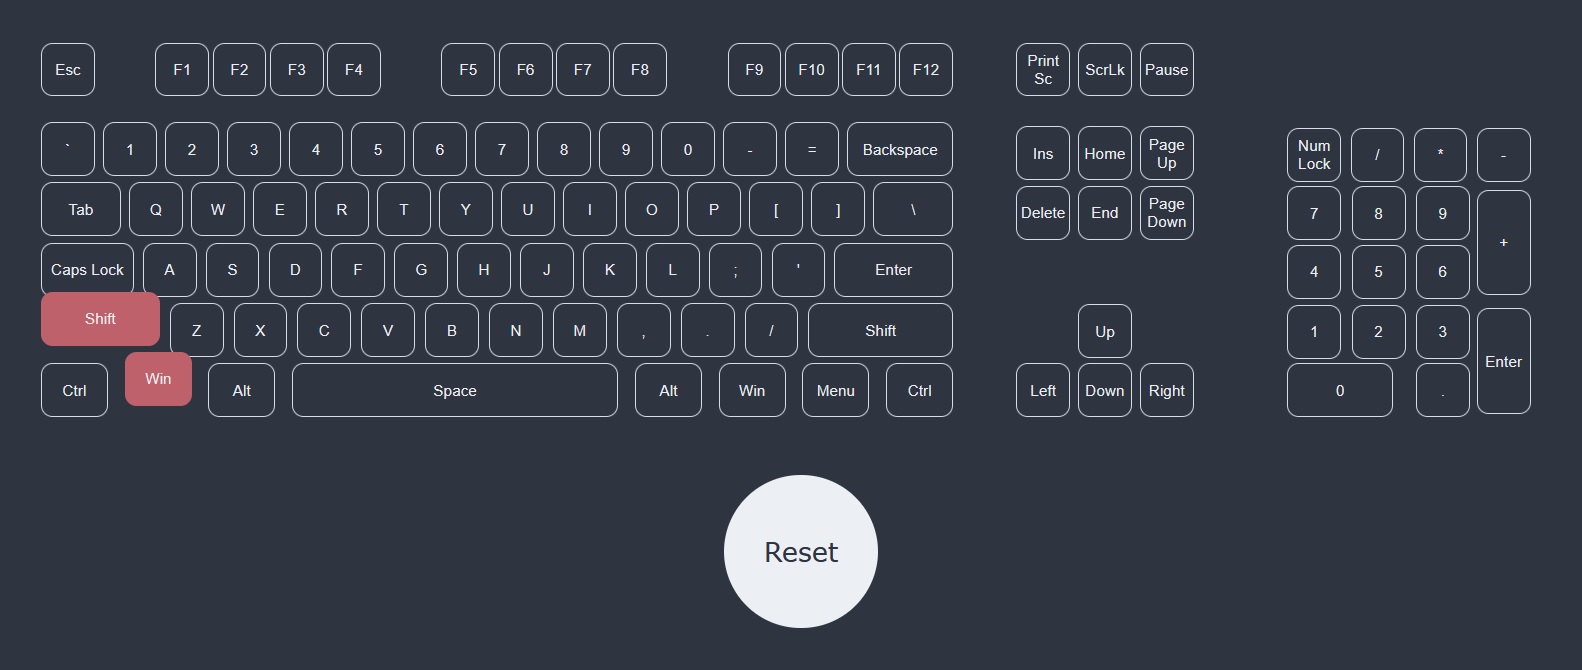 Esc F1 F2 F3 F4 F5 F6 F7 F8 F9 F10 F11 F12 Print Sc ScrLk Pause
` 1 2 3 4 5 6 7 8 9 0 - = Backspace Ins Home Page Up Num Lock / * -
Tab Q W E R T Y U I O P [ ] \ Delete End Page Down 7 8 9 +
Caps Lock A S D F G H J K L ; ' Enter 4 5 6
Shift Z X C V B N M , . / Shift Up 1 2 3 Enter
Ctrl Win Alt Space Alt Win Menu Ctrl Left Down Right 0 .
Reset